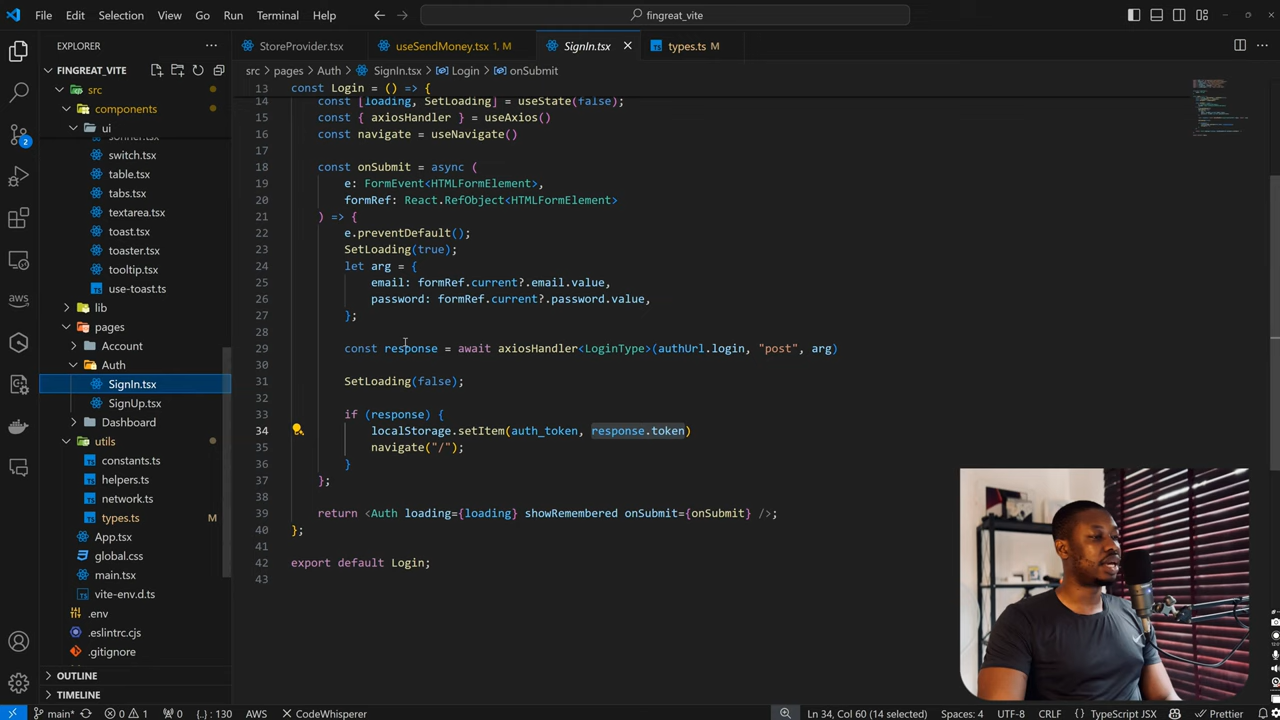 File Edit Selection View Go Run Terminal Help
fingreat_vite
EXPLORER
StoreProvider.tsx
useSendMoney.tsx 1, M
SignIn.tsx
types.ts M
FINGREAT_VITE
src > pages > Auth > SignIn.tsx > Login > onSubmit
src
components
ui
switch.tsx
table.tsx
tabs.tsx
textarea.tsx
toast.tsx
toaster.tsx
tooltip.tsx
use-toast.ts
lib
pages
Account
Auth
SignIn.tsx
SignUp.tsx
Dashboard
utils
constants.ts
helpers.ts
network.ts
types.ts M
App.tsx
global.css
main.tsx
vite-env.d.ts
.env
.eslintrc.cjs
.gitignore
OUTLINE
TIMELINE
aws
2
13 const Login = () => {
14 const [loading, SetLoading] = useState(false);
15 const { axiosHandler } = useAxios()
16 const navigate = useNavigate()
17
18 const onSubmit = async (
19 e: FormEvent<HTMLFormElement>,
20 formRef: React.RefObject<HTMLFormElement>
21 ) => {
22 e.preventDefault();
23 SetLoading(true);
24 let arg = {
25 email: formRef.current?.email.value,
26 password: formRef.current?.password.value,
27 };
28
29 const response = await axiosHandler<LoginType>(authUrl.login, "post", arg)
30
31 SetLoading(false);
32
33 if (response) {
34 localStorage.setItem(auth_token, response.token)
35 navigate("/");
36 }
37 };
38
39 return <Auth loading={loading} showRemembered onSubmit={onSubmit} />;
40 };
41
42 export default Login;
43
main* 0 1 0 {..}: 130 AWS CodeWhisperer
Ln 34, Col 60 (14 selected) Spaces: 4 UTF-8 CRLF TypeScript JSX Prettier